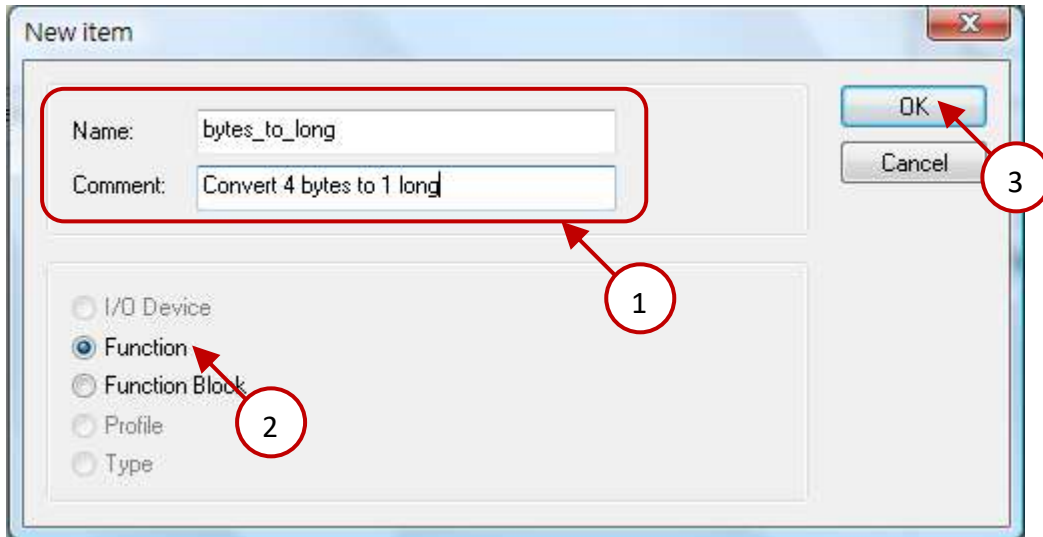 New item
Name: bytes_to_long
Comment: Convert 4 bytes to 1 long
OK
Cancel
3
1
I/O Device
Function
Function Block
Profile
Type
2